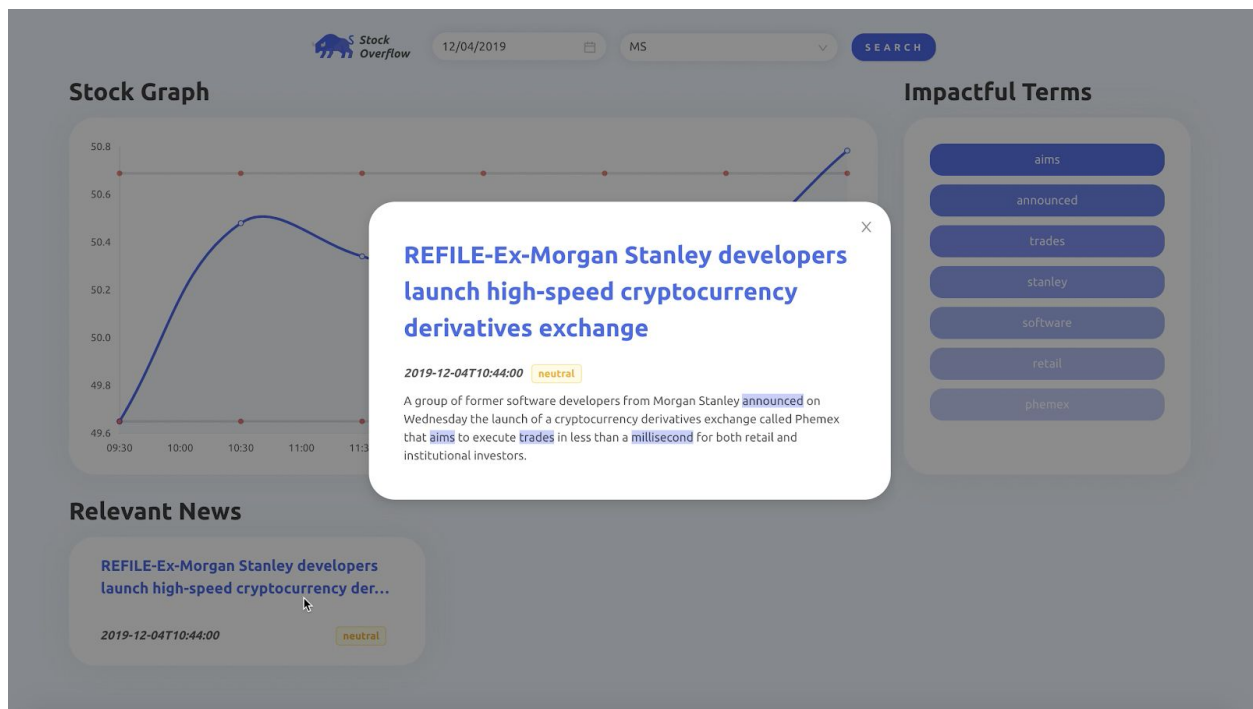 Stock
Overflow
12/04/2019
MS
SEARCH
Stock Graph
Impactful Terms
50.8
50.6
50.4
50.2
50.0
49.8
49.6
09:30 10:00 10:30 11:00
aims
announced
trades
stanley
software
retail
phemex
X
REFILE-Ex-Morgan Stanley developers
launch high-speed cryptocurrency
derivatives exchange
2019-12-04T10:44:00 neutral
A group of former software developers from Morgan Stanley announced on
Wednesday the launch of a cryptocurrency derivatives exchange called Phemex
that aims to execute trades in less than a millisecond for both retail and
institutional investors.
Relevant News
REFILE-Ex-Morgan Stanley developers
launch high-speed cryptocurrency der...
2019-12-04T10:44:00 neutral